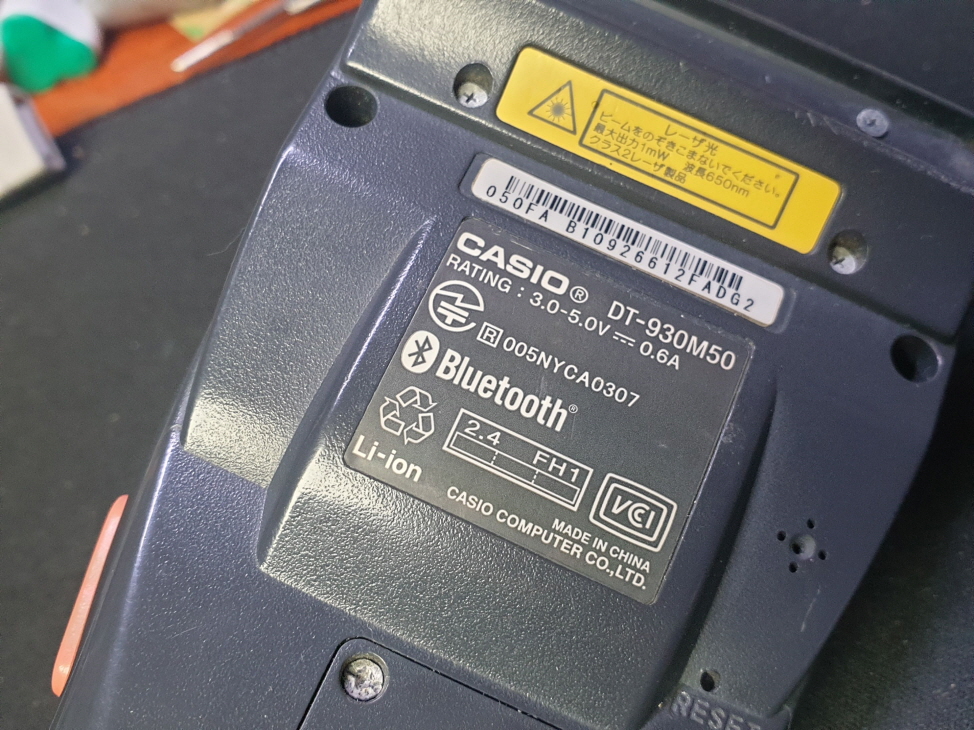 レーザ光
ビームをのぞきこまないでください。
最大出力1mW 波長650nm
クラス2レーザ製品
050FA B10926612FADG2
CASIO® DT-930M50
RATING : 3.0-5.0V ⎓ 0.6A
R 005NYCA0307
Bluetooth®
2.4 FH1
Li-ion
VCCI
MADE IN CHINA
CASIO COMPUTER CO.,LTD.
RESET